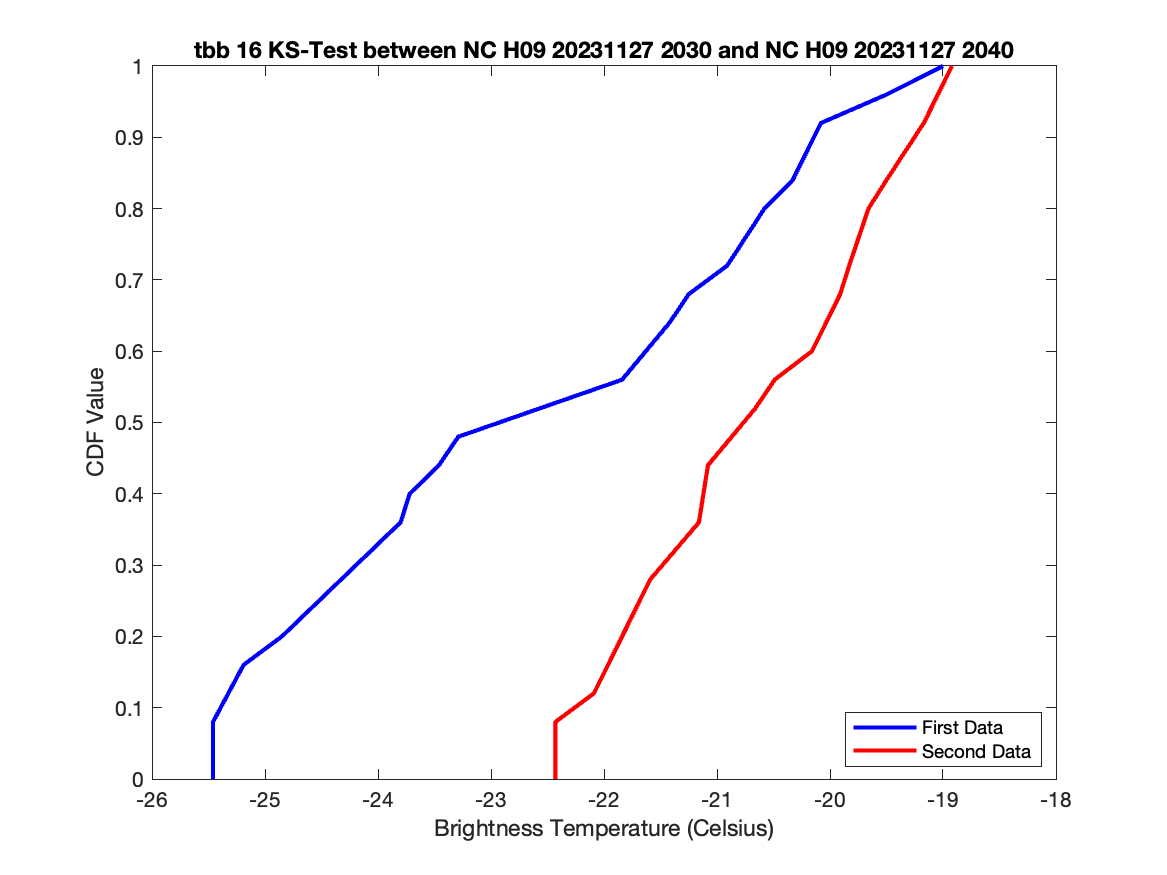 tbb 16 KS-Test between NC H09 20231127 2030 and NC H09 20231127 2040
1
0.9
0.8
0.7
0.6
0.5
0.4
0.3
0.2
0.1
0
CDF Value
First Data
Second Data
-26 -25 -24 -23 -22 -21 -20 -19 -18
Brightness Temperature (Celsius)